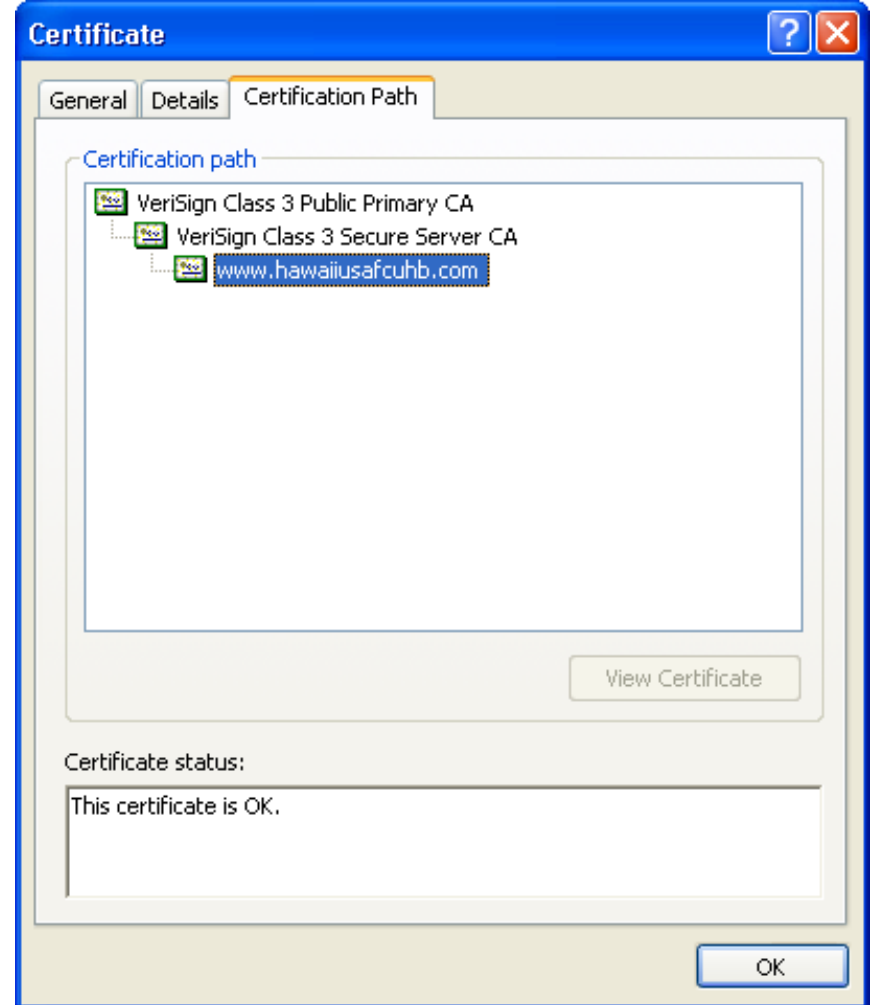 Certificate
General Details Certification Path
Certification path
VeriSign Class 3 Public Primary CA
VeriSign Class 3 Secure Server CA
www.hawaiiusafcuhb.com
View Certificate
Certificate status:
This certificate is OK.
OK